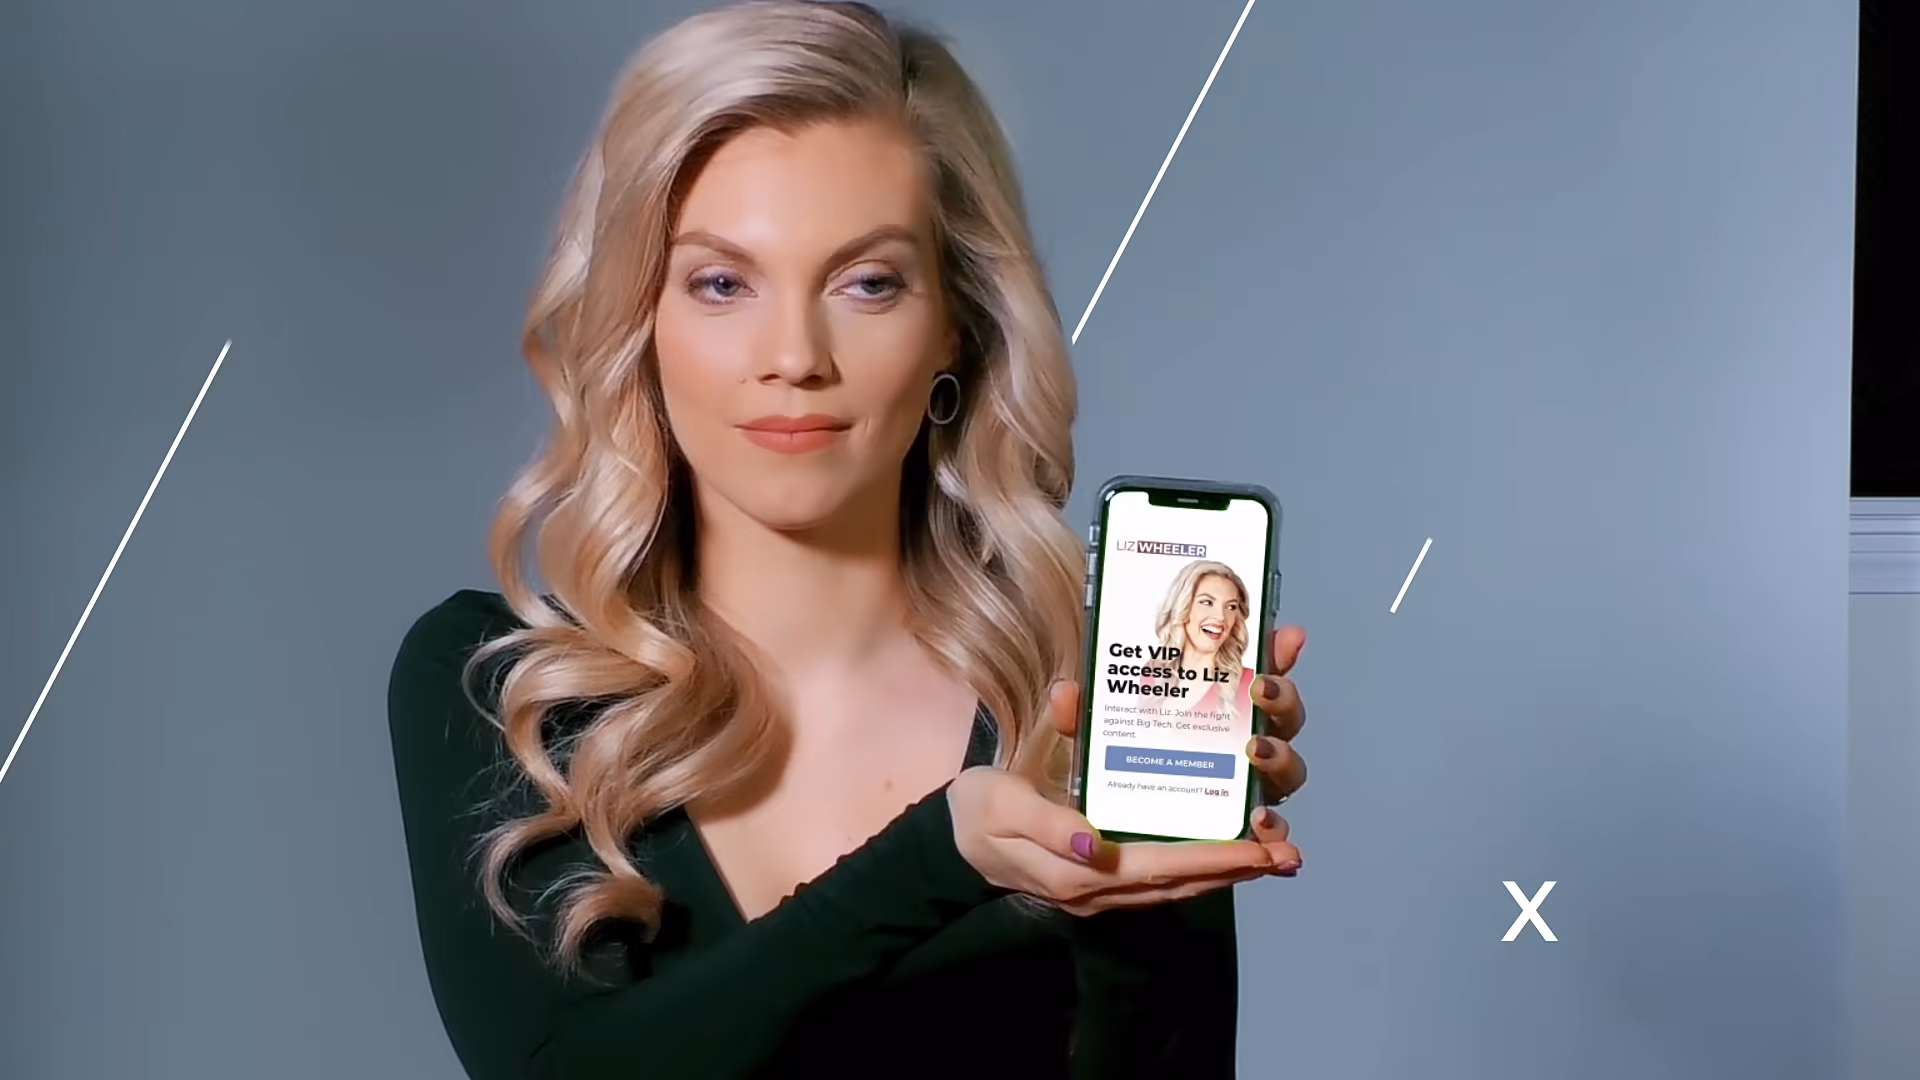 LIZ WHEELER
Get VIP
access to Liz
Wheeler
Interact with Liz. Join the fight
against Big Tech. Get exclusive
content.
BECOME A MEMBER
Already have an account? Log in
X